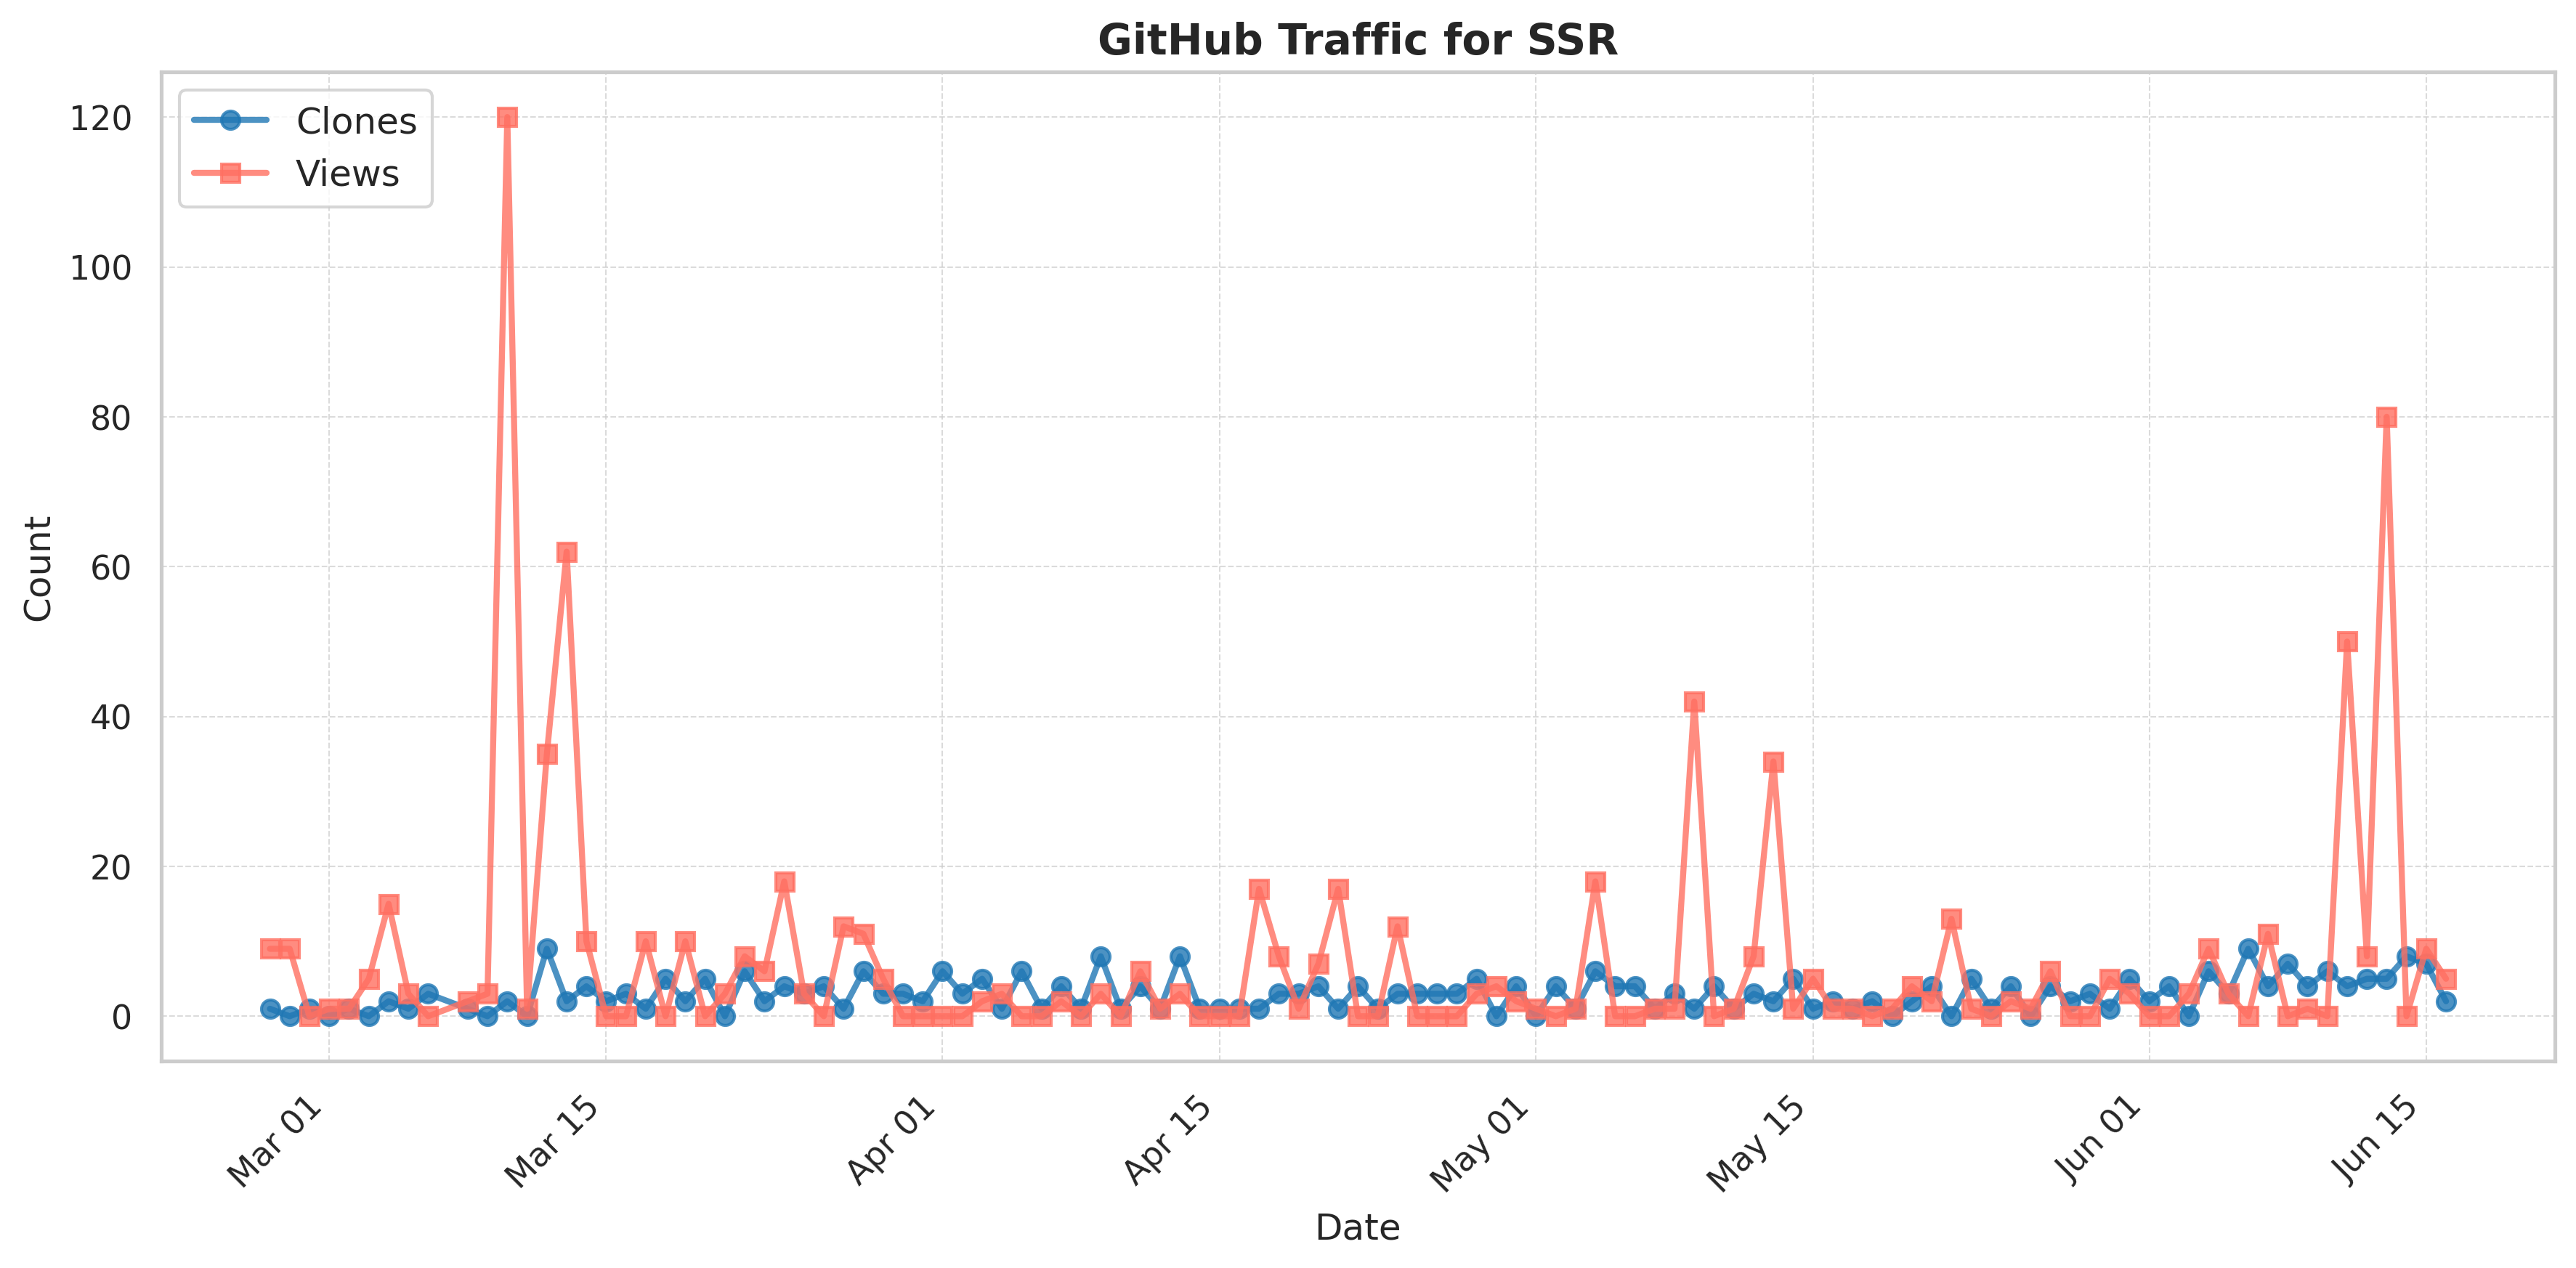 GitHub Traffic for SSR
Clones
Views
120
100
80
60
40
20
0
Count
Mar 01
Mar 15
Apr 01
Apr 15
May 01
May 15
Jun 01
Jun 15
Date